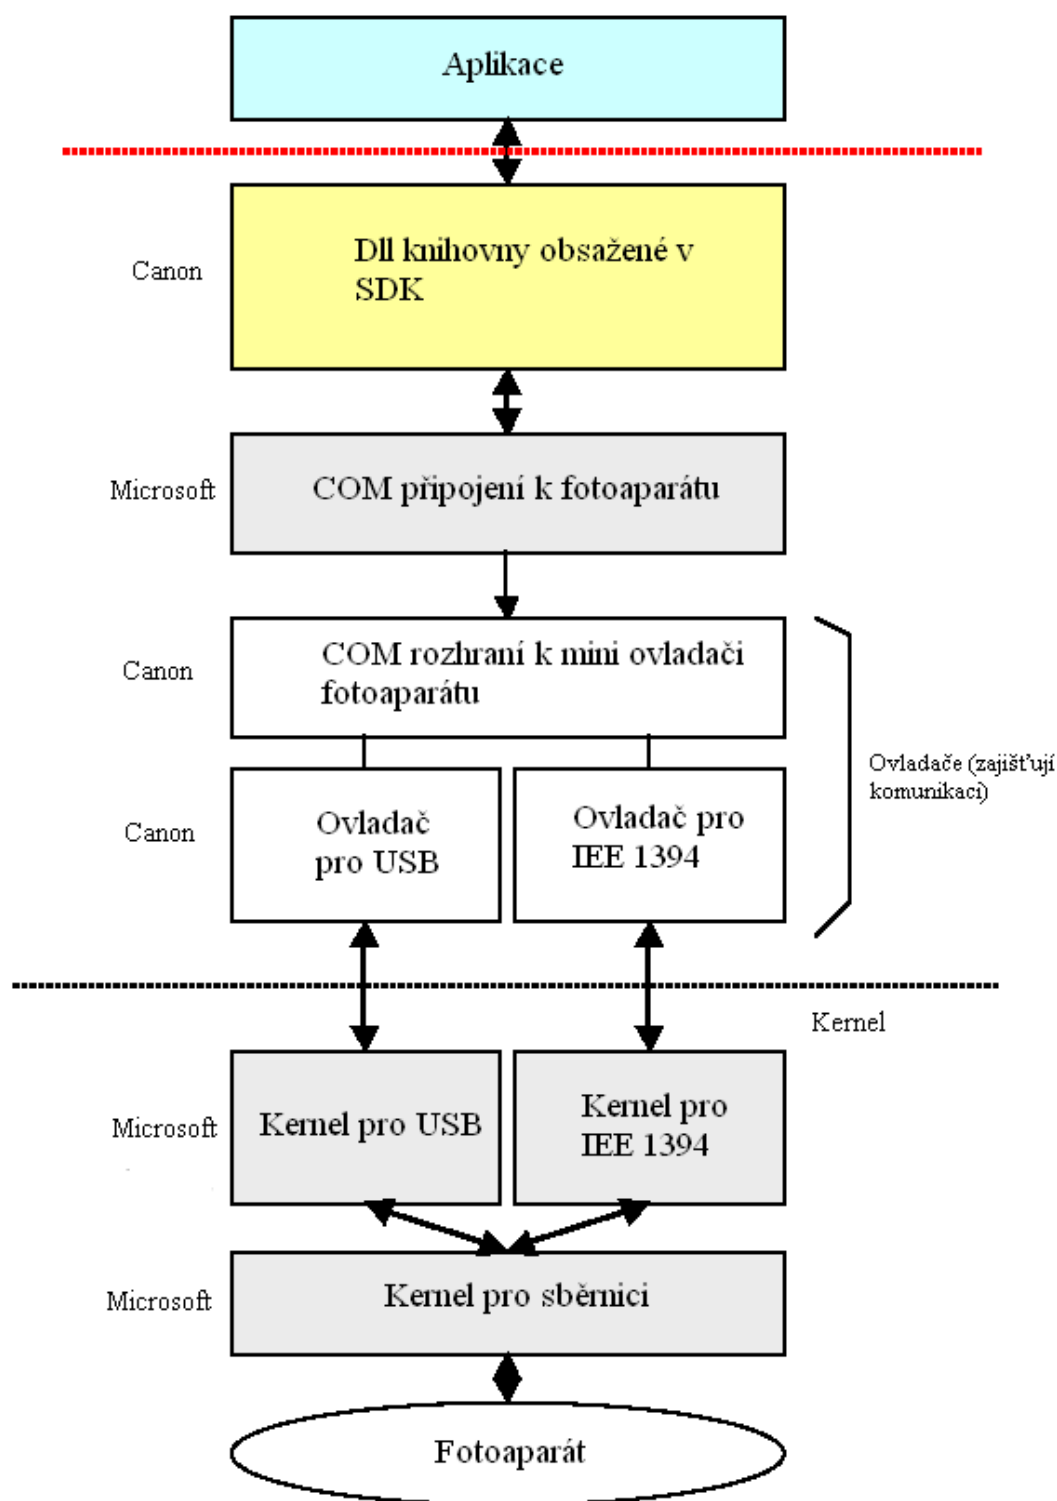 Aplikace
Canon
Dll knihovny obsažené v
SDK
Microsoft
COM připojení k fotoaparátu
Canon
COM rozhraní k mini ovladači
fotoaparátu
Ovladače (zajišťují
komunikaci)
Canon
Ovladač
pro USB
Ovladač pro
IEE 1394
Kernel
Microsoft
Kernel pro USB
Kernel pro
IEE 1394
Microsoft
Kernel pro sběrnici
Fotoaparát